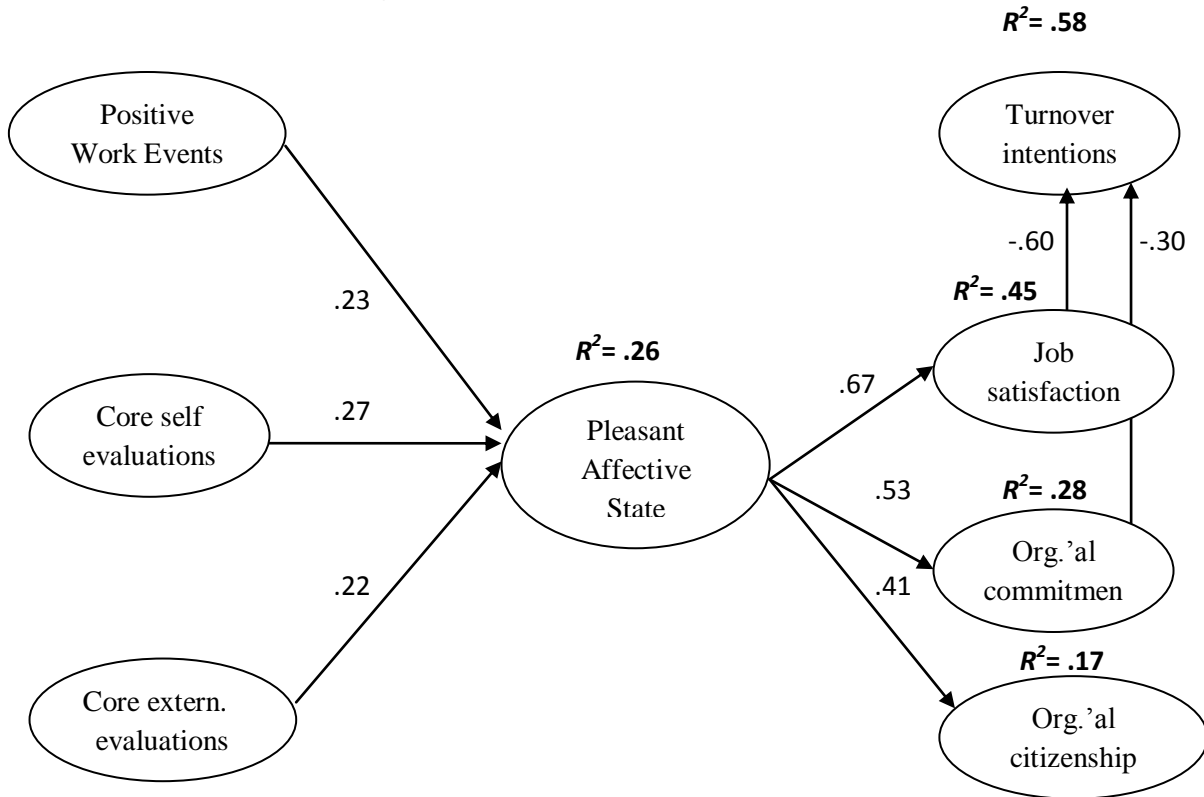 R²= .58
Positive
Work Events
Turnover
intentions
-.60
-.30
.23
R²= .45
R²= .26
Job
satisfaction
.67
Core self
evaluations
.27
Pleasant
Affective
State
.53
R²= .28
Org.’al
commitmen
.22
.41
R²= .17
Core extern.
evaluations
Org.’al
citizenship